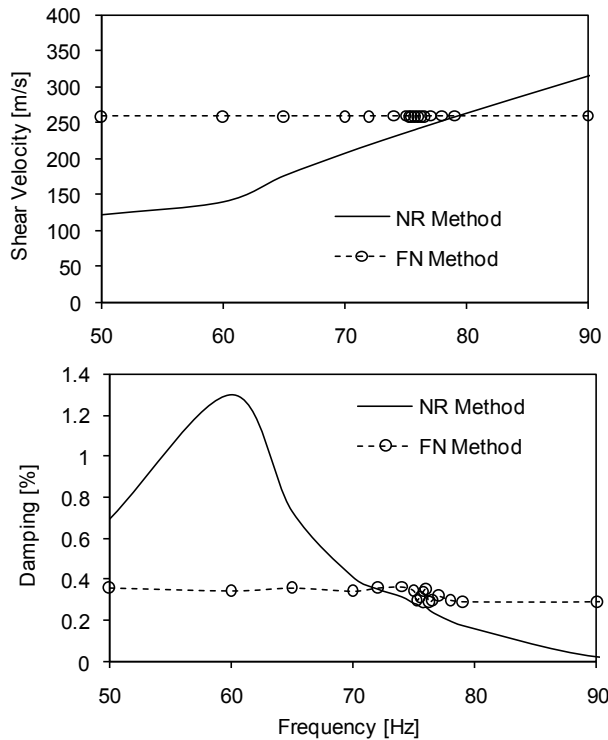 Shear Velocity [m/s]
400
350
300
250
200
150
100
50
0
NR Method
FN Method
50 60 70 80 90
Damping [%]
1.4
1.2
1
0.8
0.6
0.4
0.2
0
NR Method
FN Method
50 60 70 80 90
Frequency [Hz]